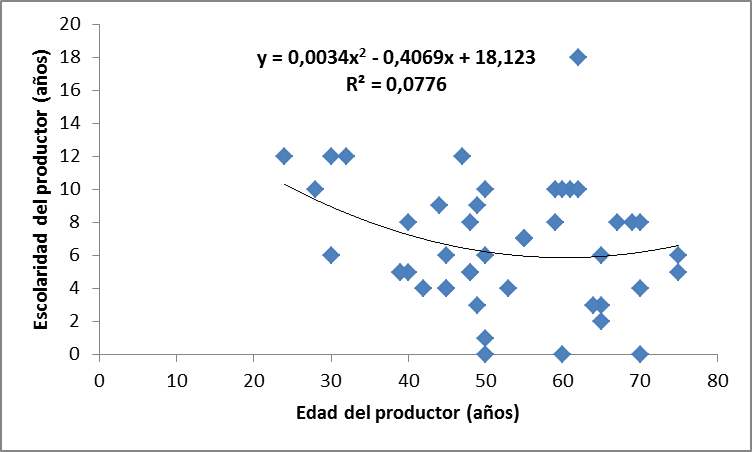 y = 0,0034x² - 0,4069x + 18,123
R² = 0,0776
Escolaridad del productor (años)
20
18
16
14
12
10
8
6
4
2
0
0 10 20 30 40 50 60 70 80
Edad del productor (años)